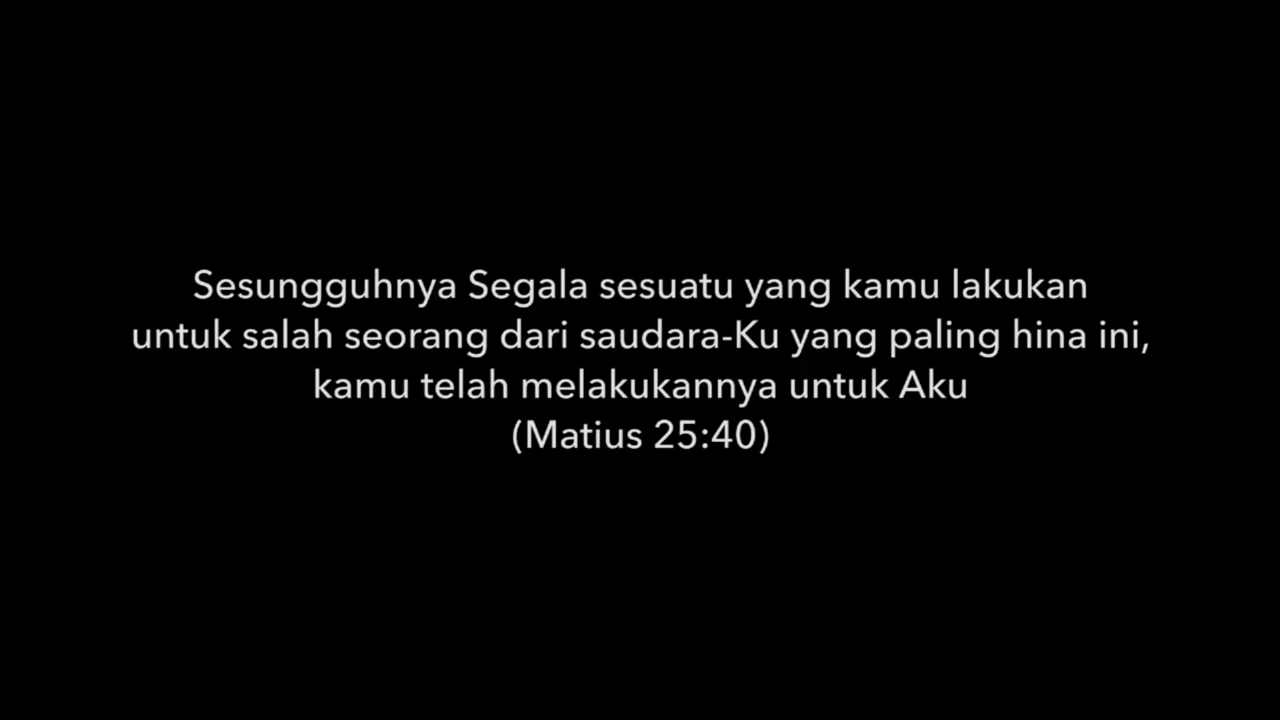 Sesungguhnya Segala sesuatu yang kamu lakukan
untuk salah seorang dari saudara-Ku yang paling hina ini,
kamu telah melakukannya untuk Aku
(Matius 25:40)